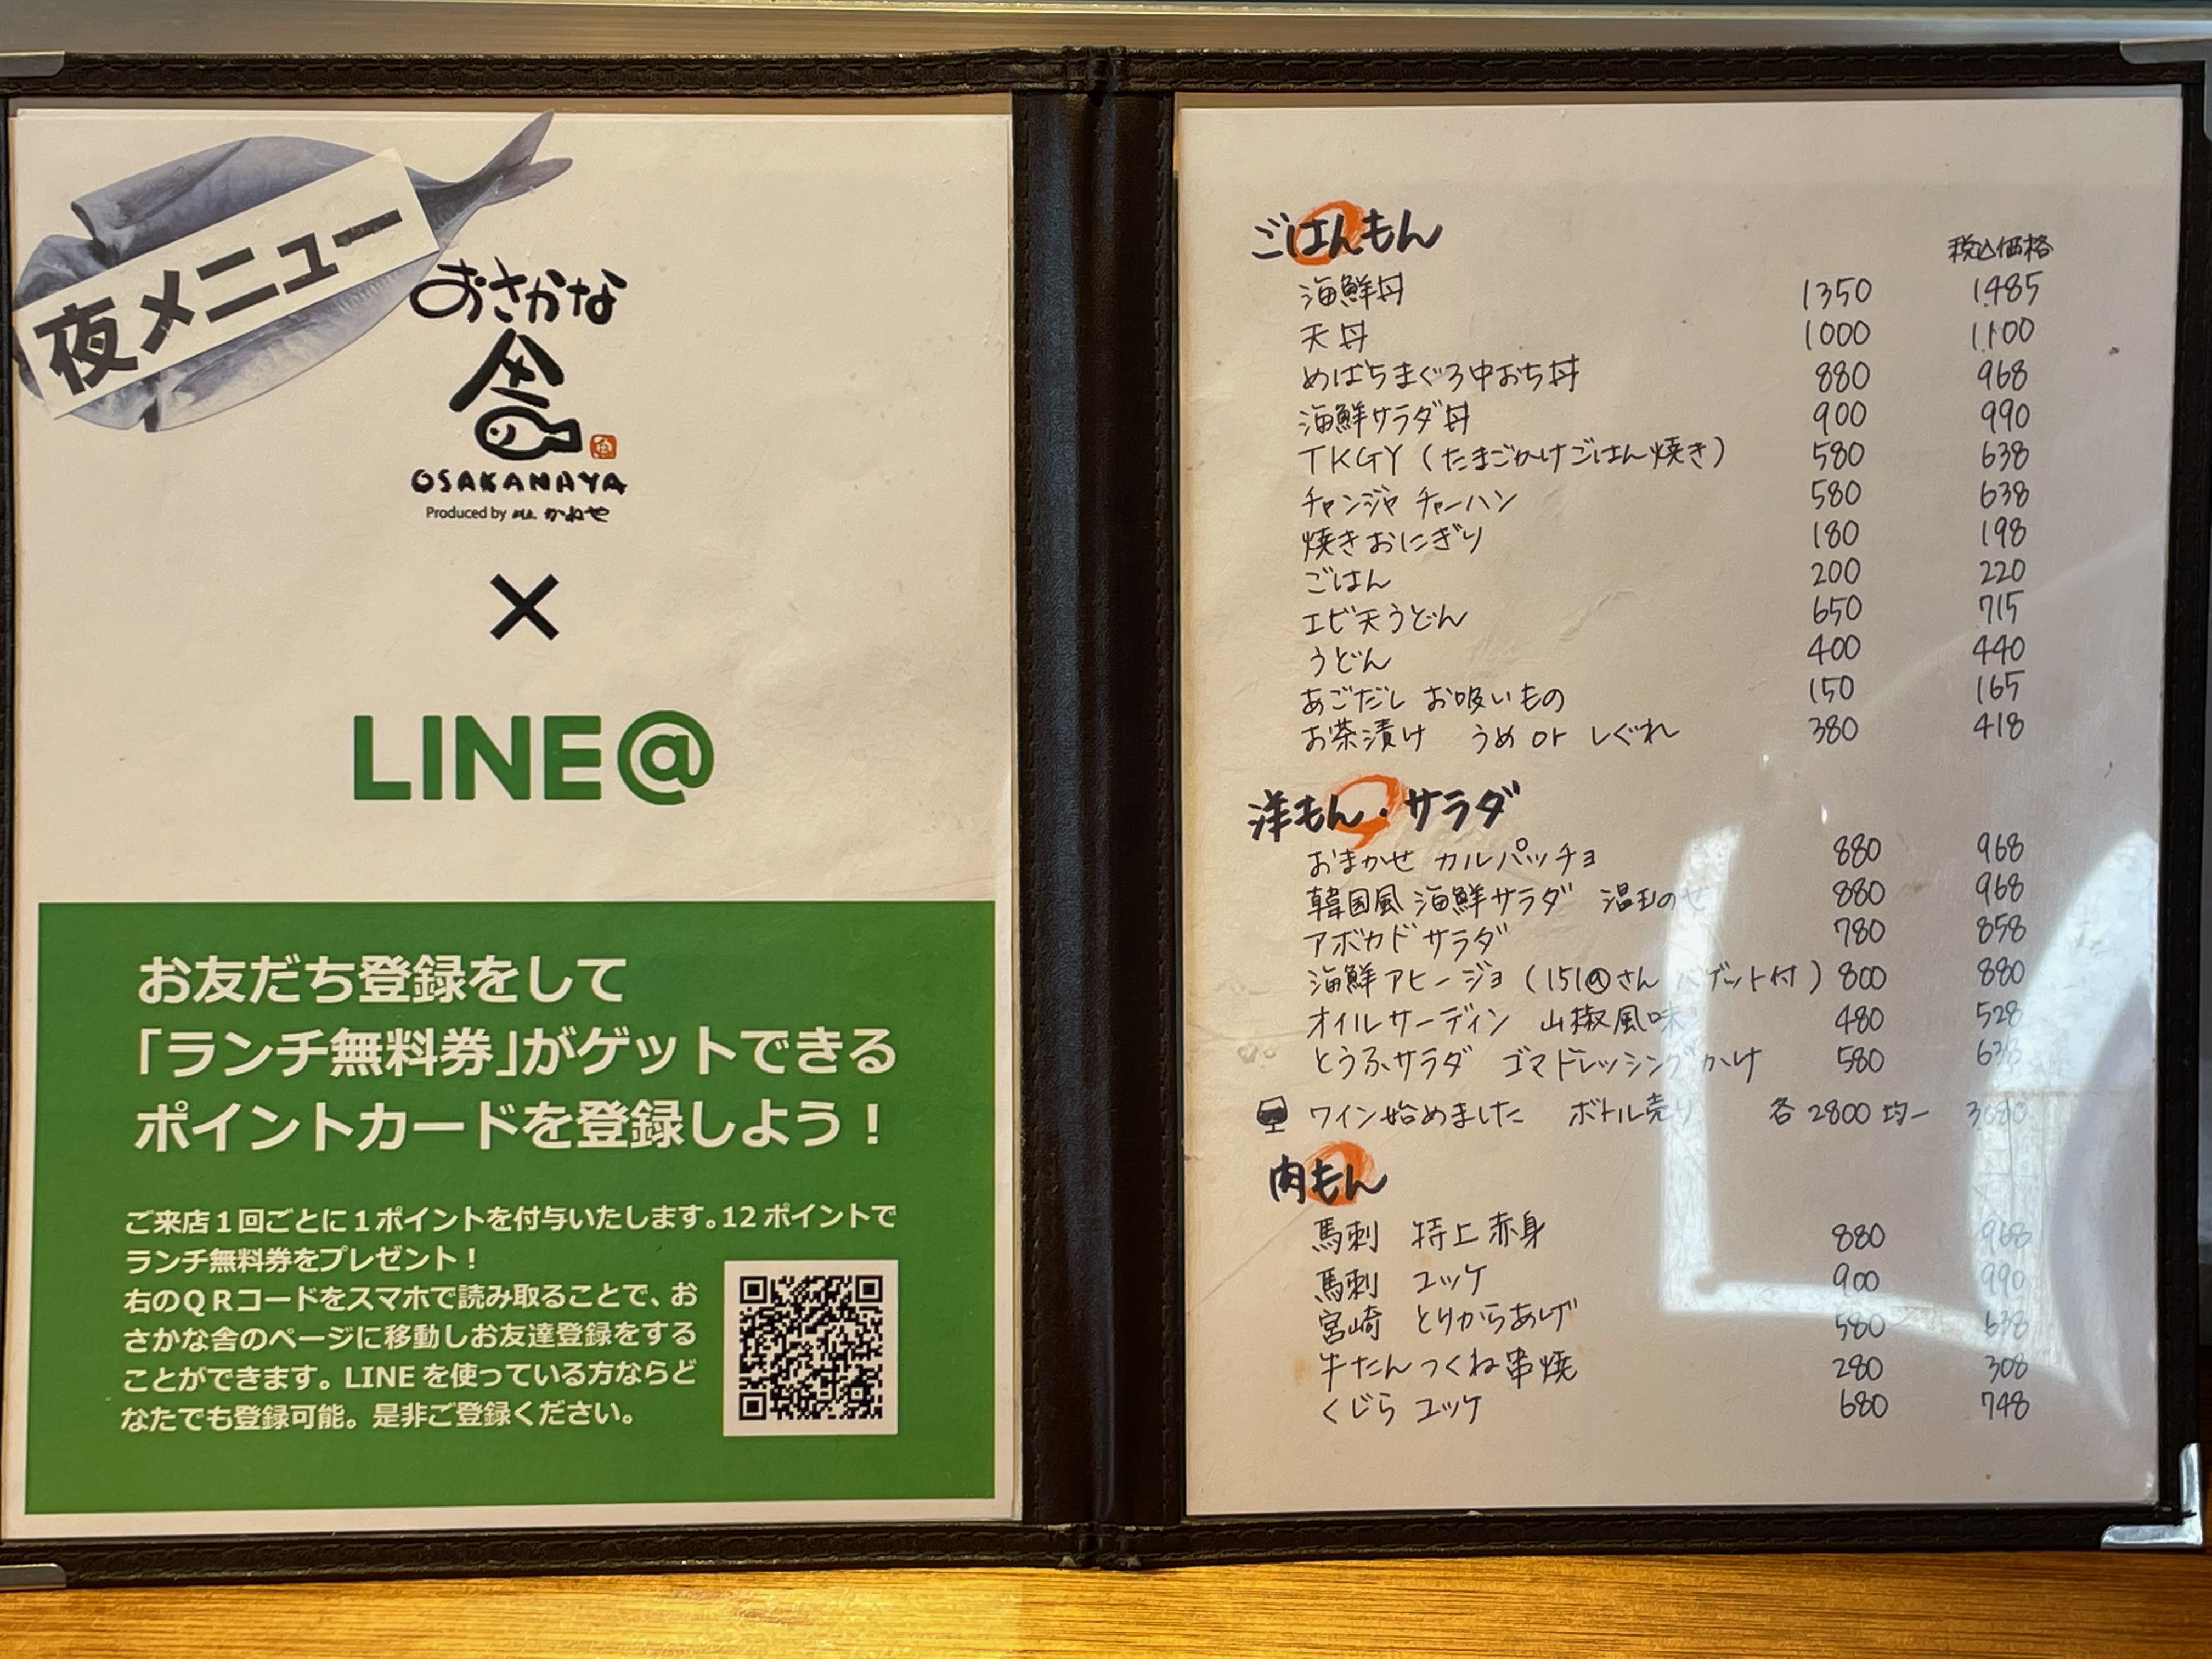 夜メニュー
おさかな
舎
魚
OSAKANAYA
Produced by かねや
×
LINE@
お友だち登録をして
「ランチ無料券」がゲットできる
ポイントカードを登録しよう！
ご来店１回ごとに１ポイントを付与いたします。12 ポイントで
ランチ無料券をプレゼント！
右のＱＲコードをスマホで読み取ることで、お
さかな舎のページに移動しお友達登録をする
ことができます。LINE を使っている方ならど
なたでも登録可能。是非ご登録ください。
ごはんもん
税込価格
海鮮丼 1350 1.485
天丼 1000 1.100
めばちまぐろ中おち丼 880 968
海鮮サラダ丼 900 990
TKGY (たまごかけごはん焼き) 580 638
チャンジャ チャーハン 580 638
焼きおにぎり 180 198
ごはん 200 220
エビ天うどん 650 715
うどん 400 440
あごだし お吸いもの 150 165
お茶漬け うめ or しぐれ 380 418
洋もん・サラダ
おまかせ カルパッチョ 880 968
韓国風 海鮮サラダ 温玉のせ 880 968
アボカドサラダ 780 858
海鮮アヒージョ (151@さん バゲット付) 800 880
オイルサーディン 山椒風味 480 528
とうふサラダ ゴマドレッシングかけ 580 638
ワイン始めました ボトル売り 各2800均一 3080
肉もん
馬刺 特上赤身 880 968
馬刺 ユッケ 900 990
宮崎 とりからあげ 580 638
牛たんつくね串焼 280 308
くじら ユッケ 680 748